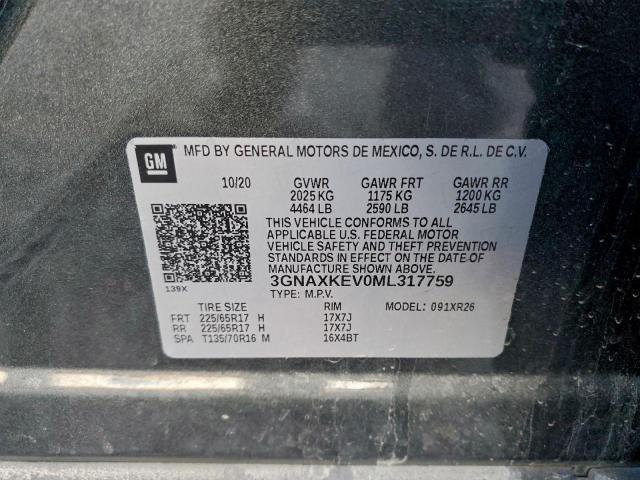 GM
MFD BY GENERAL MOTORS DE MEXICO, S. DE R.L. DE C.V.
10/20 GVWR GAWR FRT GAWR RR
2025 KG 1175 KG 1200 KG
4464 LB 2590 LB 2645 LB
THIS VEHICLE CONFORMS TO ALL
APPLICABLE U.S. FEDERAL MOTOR
VEHICLE SAFETY AND THEFT PREVENTION
STANDARDS IN EFFECT ON THE DATE OF
MANUFACTURE SHOWN ABOVE.
139X 3GNAXKEV0ML317759
TYPE: M.P.V.
TIRE SIZE RIM MODEL: 091XR26
FRT 225/65R17 H 17X7J
RR 225/65R17 H 17X7J
SPA T135/70R16 M 16X4BT